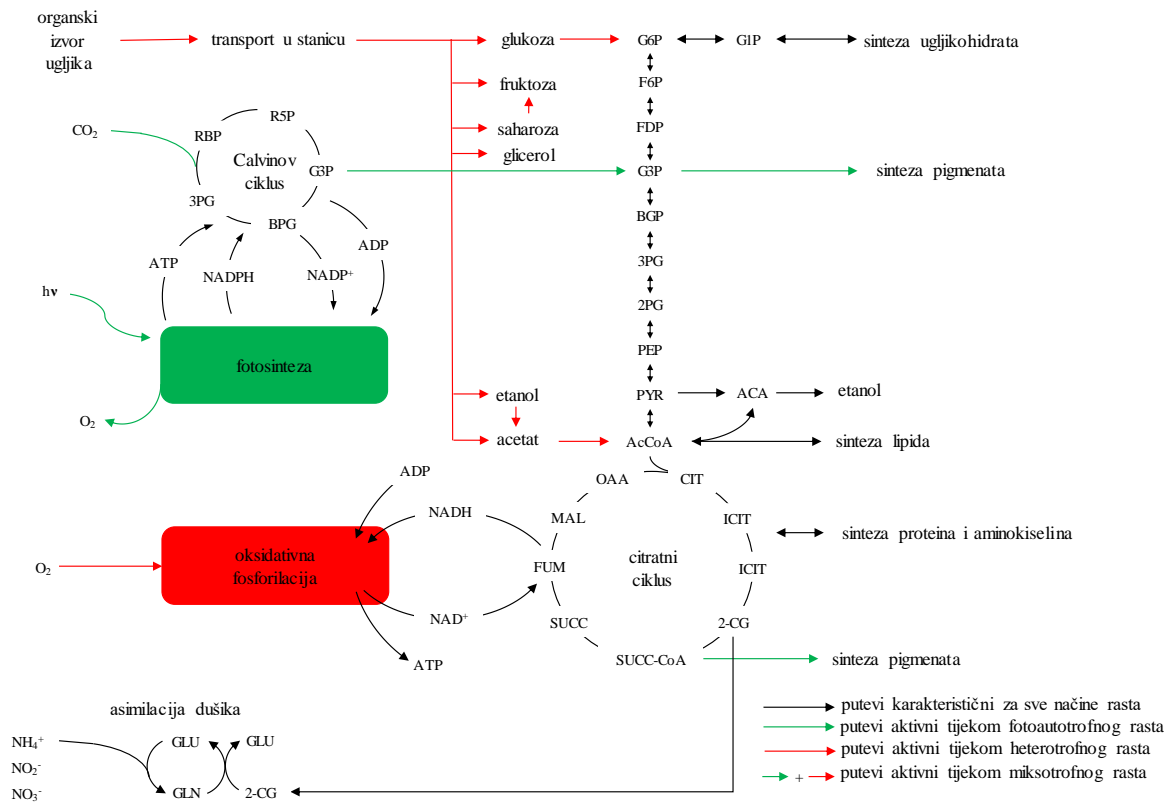 organski
izvor
ugljika
transport u stanicu
glukoza
G6P
G1P
sinteza ugljikohidrata
fruktoza
F6P
saharoza
FDP
glicerol
CO₂
RBP
R5P
G3P
3PG
BPG
Calvinov
ciklus
G3P
sinteza pigmenata
BGP
3PG
2PG
PEP
ATP
NADPH
NADP⁺
ADP
hν
fotosinteza
O₂
etanol
PYR
ACA
etanol
acetat
AcCoA
sinteza lipida
ADP
NADH
O₂
oksidativna
fosforilacija
NAD⁺
ATP
OAA
CIT
MAL
ICIT
FUM
citratni
ciklus
ICIT
SUCC
2-CG
SUCC-CoA
sinteza proteina i aminokiselina
sinteza pigmenata
asimilacija dušika
NH₄⁺
NO₂⁻
NO₃⁻
GLU
GLU
GLN
2-CG
putevi karakteristični za sve načine rasta
putevi aktivni tijekom fotoautotrofnog rasta
putevi aktivni tijekom heterotrofnog rasta
+ putevi aktivni tijekom miksotrofnog rasta